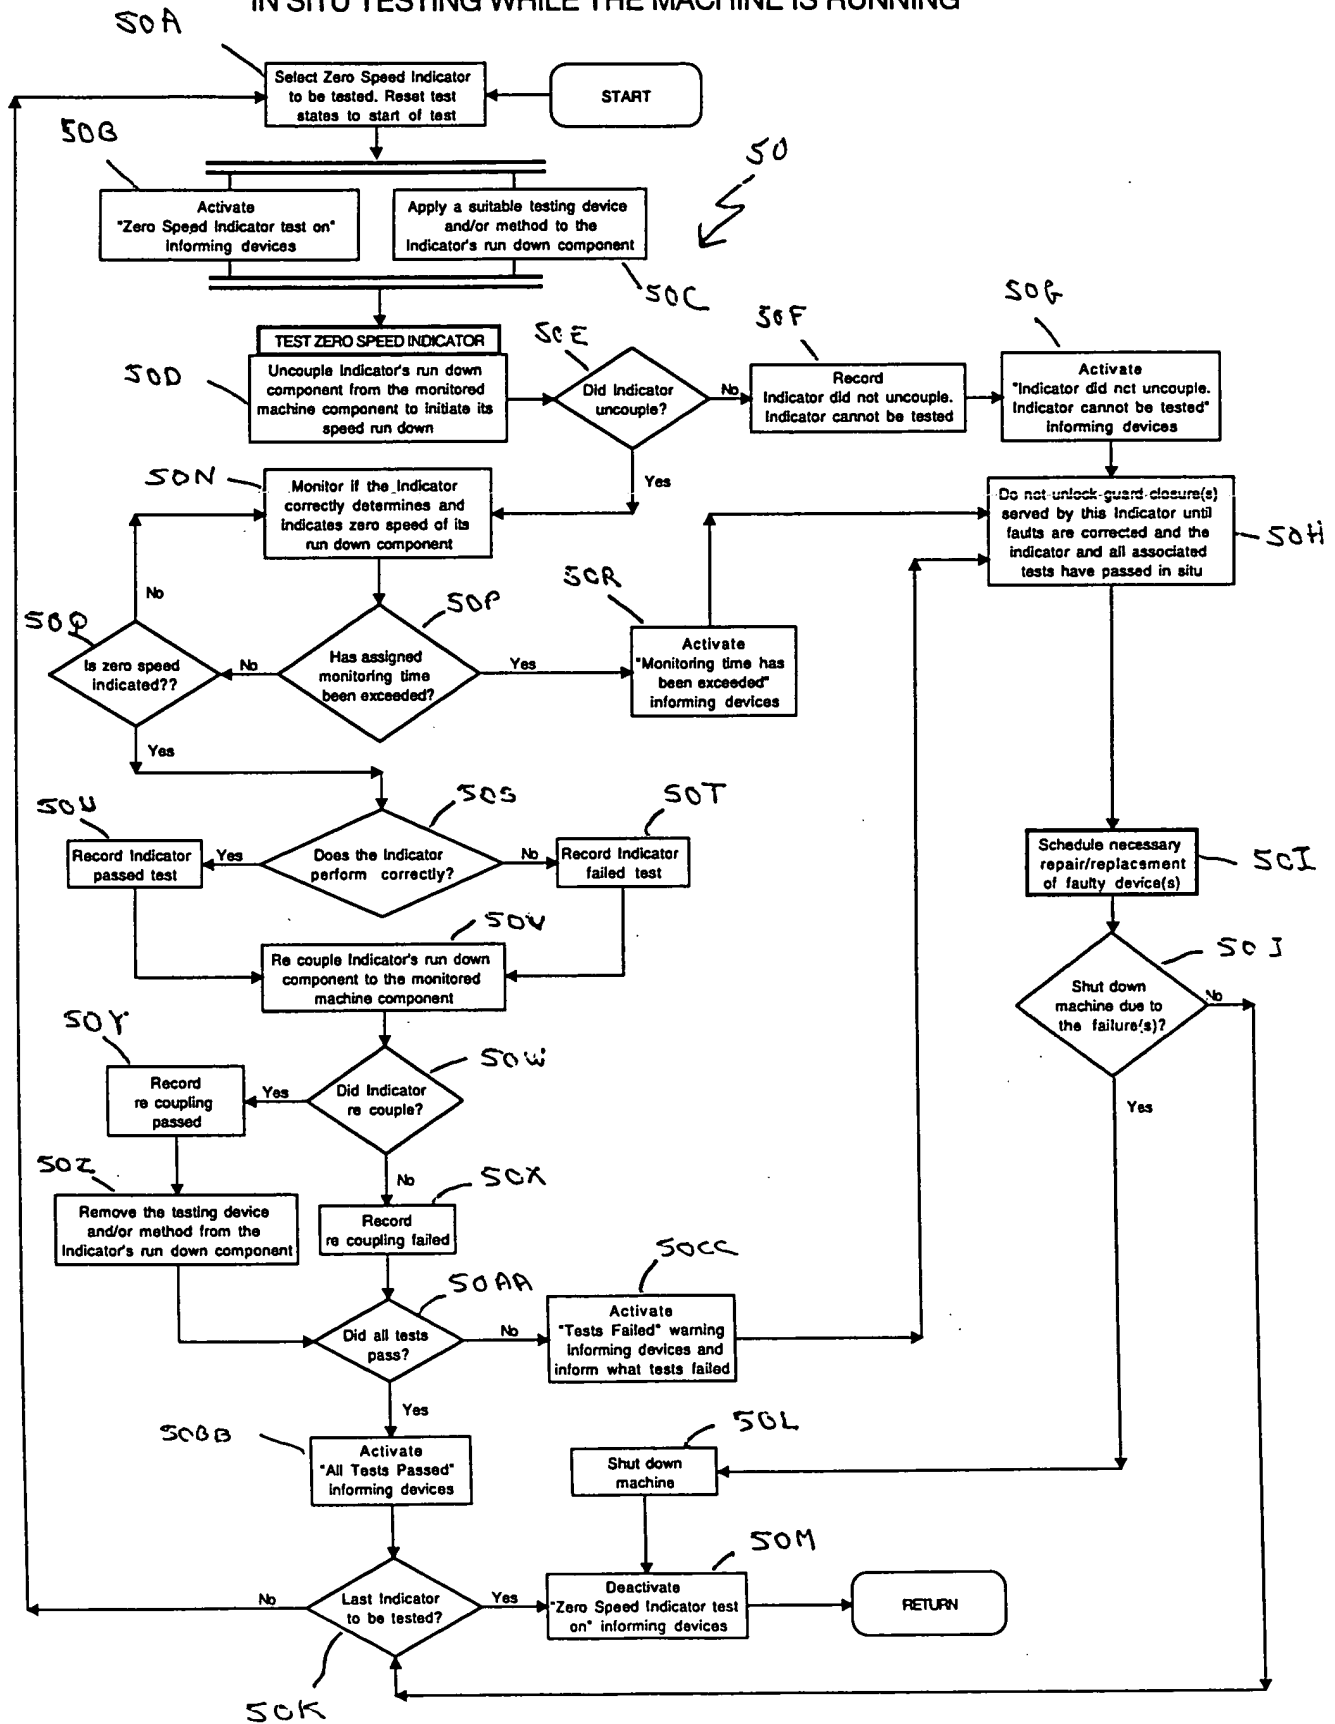 IN SITU TESTING WHILE THE MACHINE IS RUNNING
50A
Select Zero Speed Indicator
to be tested. Reset test
states to start of test
START
50B
50
Activate
"Zero Speed Indicator test on"
informing devices
Apply a suitable testing device
and/or method to the
Indicator's run down component
50C
TEST ZERO SPEED INDICATOR
50D
Uncouple Indicator's run down
component from the monitored
machine component to initiate its
speed run down
50E
Did Indicator
uncouple?
No
50F
Record
Indicator did not uncouple.
Indicator cannot be tested
50G
Activate
"Indicator did not uncouple.
Indicator cannot be tested"
informing devices
Yes
50N
Monitor if the Indicator
correctly determines and
indicates zero speed of its
run down component
Do not unlock guard closure(s)
served by this Indicator until
faults are corrected and the
indicator and all associated
tests have passed in situ
50H
No
50Q
Is zero speed
indicated??
No
50P
Has assigned
monitoring time
been exceeded?
Yes
50R
Activate
"Monitoring time has
been exceeded"
informing devices
Yes
50U
Record Indicator
passed test
Yes
50S
Does the Indicator
perform correctly?
No
50T
Record Indicator
failed test
Schedule necessary
repair/replacement
of faulty device(s)
50I
50V
Re couple Indicator's run down
component to the monitored
machine component
50J
Shut down
machine due to
the failure(s)?
No
Yes
50Y
Record
re coupling
passed
Yes
50W
Did Indicator
re couple?
No
50Z
Remove the testing device
and/or method from the
Indicator's run down component
50X
Record
re coupling failed
50AA
Did all tests
pass?
No
50CC
Activate
"Tests Failed" warning
informing devices and
inform what tests failed
Yes
50BB
Activate
"All Tests Passed"
informing devices
50L
Shut down
machine
50M
No
Last Indicator
to be tested?
Yes
Deactivate
"Zero Speed Indicator test
on" informing devices
RETURN
50K